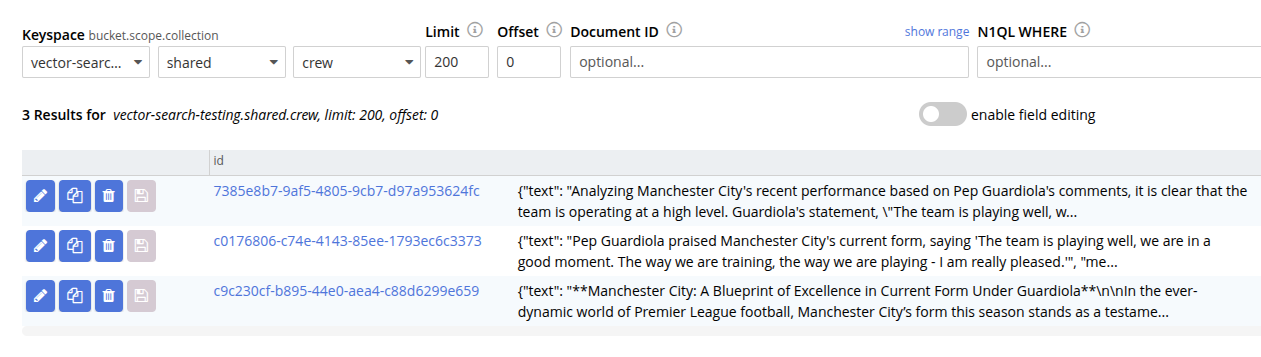 Keyspace bucket.scope.collection
Limit
Offset
Document ID
show range
N1QL WHERE
vector-searc...
shared
crew
200
0
optional...
optional...
3 Results for vector-search-testing.shared.crew, limit: 200, offset: 0
enable field editing
id
7385e8b7-9af5-4805-9cb7-d97a953624fc
{"text": "Analyzing Manchester City's recent performance based on Pep Guardiola's comments, it is clear that the
team is operating at a high level. Guardiola's statement, \"The team is playing well, w...
c0176806-c74e-4143-85ee-1793ec6c3373
{"text": "Pep Guardiola praised Manchester City's current form, saying 'The team is playing well, we are in a
good moment. The way we are training, the way we are playing - I am really pleased.'", "me...
c9c230cf-b895-44e0-aea4-c88d6299e659
{"text": "**Manchester City: A Blueprint of Excellence in Current Form Under Guardiola**\n\nIn the ever-
dynamic world of Premier League football, Manchester City’s form this season stands as a testame...